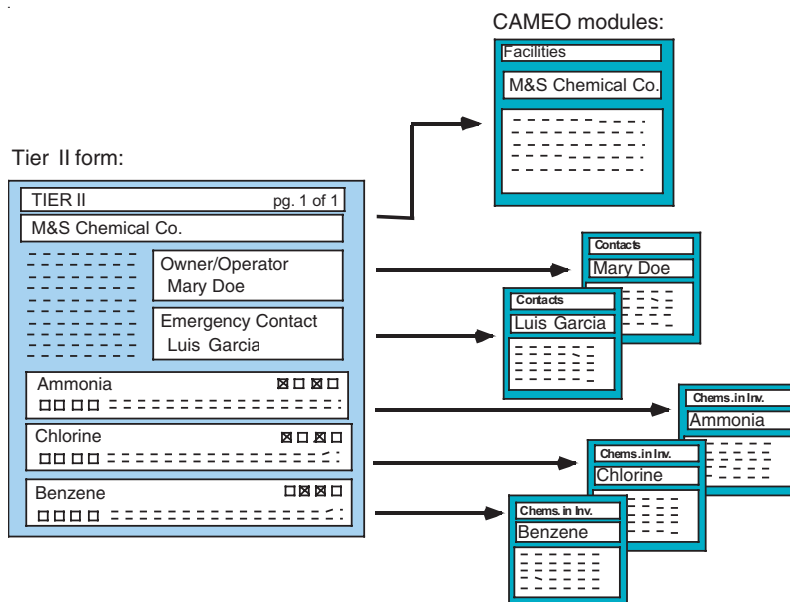 CAMEO modules:
Facilities
M&S Chemical Co.
Tier II form:
TIER II pg. 1 of 1
M&S Chemical Co.
Owner/Operator
Mary Doe
Emergency Contact
Luis Garcia
Ammonia
Chlorine
Benzene
Contacts
Mary Doe
Contacts
Luis Garcia
Chems.in Inv.
Ammonia
Chems.in Inv.
Chlorine
Chems. in Inv.
Benzene